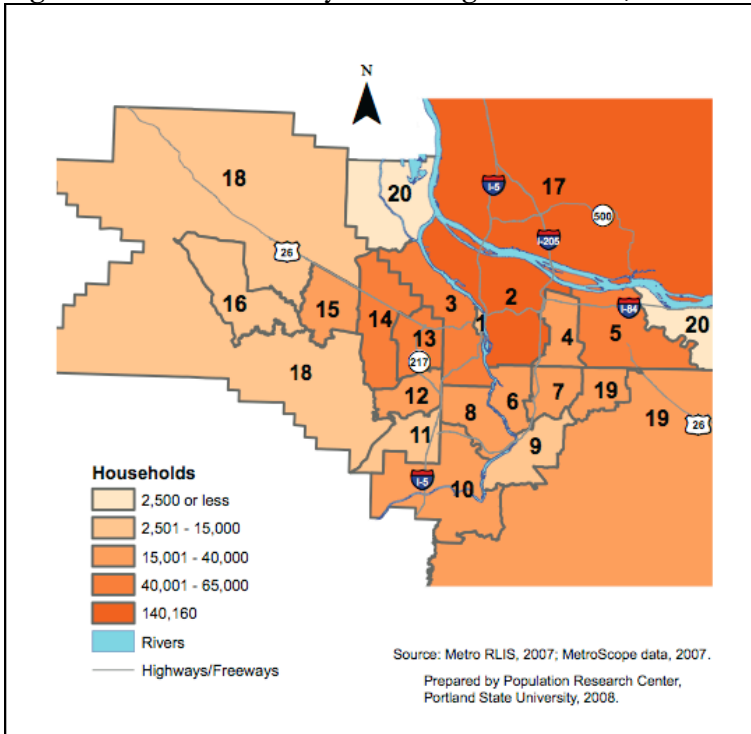 N
18
20
17
I-5
500
I-205
26
16
15
14
3
2
1
13
I-84
20
4
5
217
18
12
8
6
7
19
19
26
11
9
I-5
10
Households
2,500 or less
2,501 - 15,000
15,001 - 40,000
40,001 - 65,000
140,160
Rivers
Highways/Freeways
Source: Metro RLIS, 2007; MetroScope data, 2007.
Prepared by Population Research Center,
Portland State University, 2008.